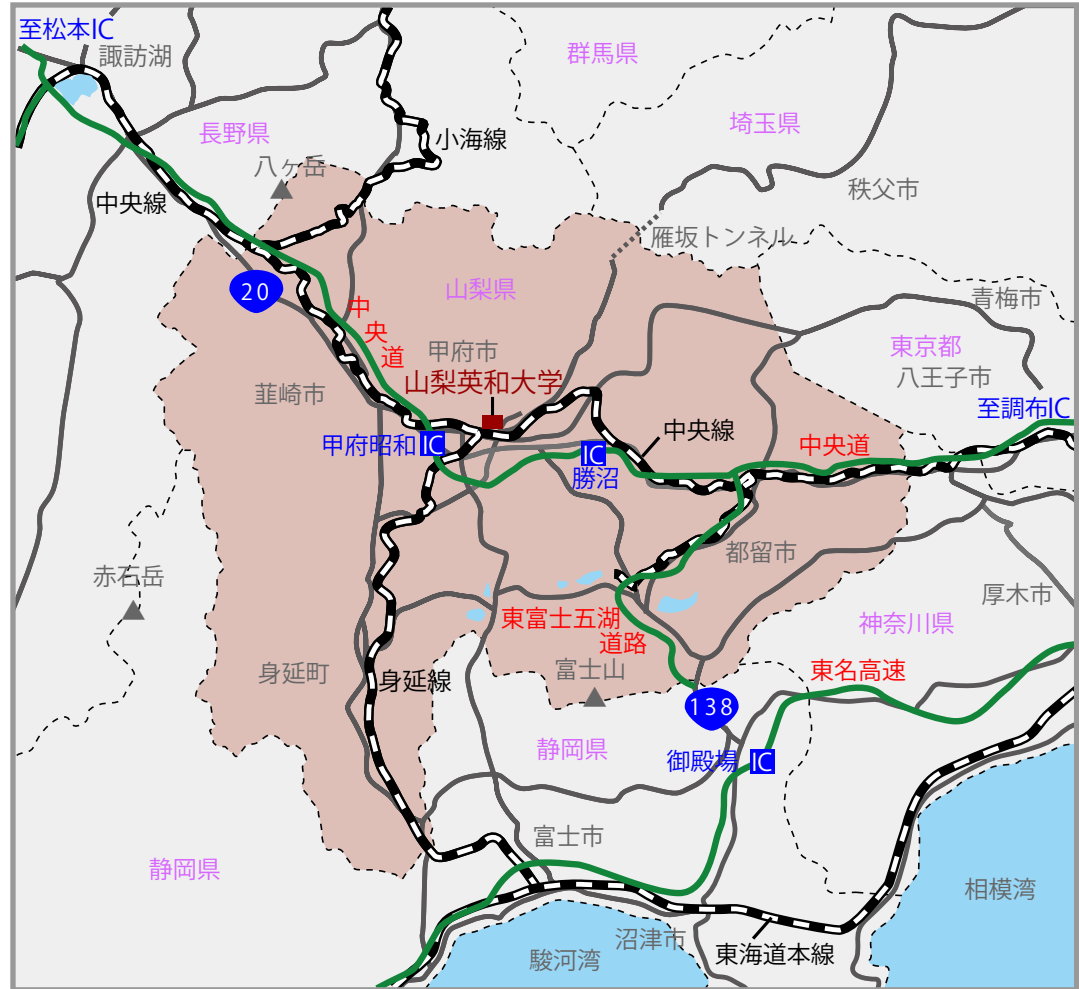 至松本IC
諏訪湖
群馬県
埼玉県
長野県
小海線
八ヶ岳
秩父市
中央線
雁坂トンネル
20
山梨県
青梅市
中
央
道
東京都
甲府市
八王子市
山梨英和大学
韮崎市
至調布IC
甲府昭和 IC
中央線
中央道
IC
勝沼
都留市
赤石岳
厚木市
東富士五湖
道路
神奈川県
身延町
身延線
富士山
東名高速
138
静岡県
御殿場 IC
富士市
静岡県
相模湾
沼津市
駿河湾
東海道本線